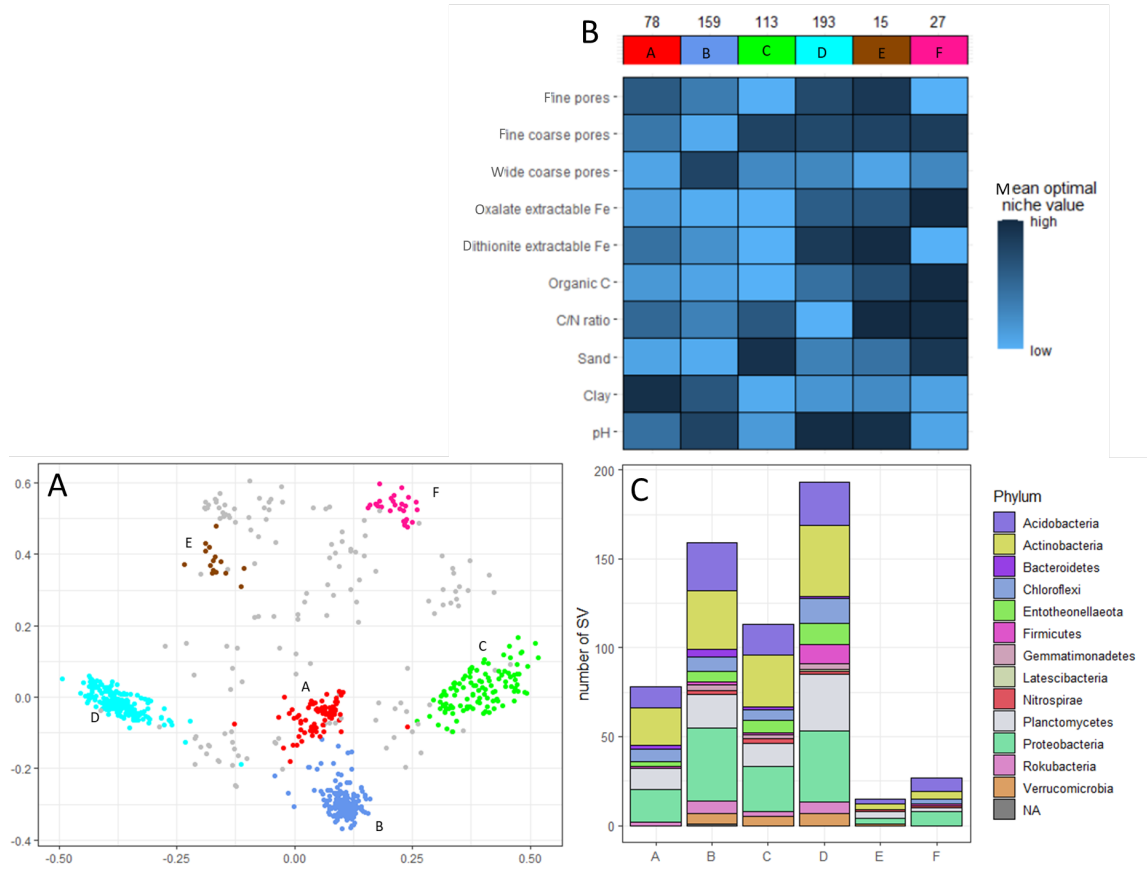 B
78 159 113 193 15 27
A B C D E F
Fine pores
Fine coarse pores
Wide coarse pores
Oxalate extractable Fe
Dithionite extractable Fe
Organic C
C/N ratio
Sand
Clay
pH
Mean optimal
niche value
high
low
A
0.6
0.4
0.2
0.0
-0.2
-0.4
-0.50 -0.25 0.00 0.25 0.50
F
E
C
A
D
B
C
number of SV
200
150
100
50
0
A B C D E F
Phylum
Acidobacteria
Actinobacteria
Bacteroidetes
Chloroflexi
Entotheonellaeota
Firmicutes
Gemmatimonadetes
Latescibacteria
Nitrospirae
Planctomycetes
Proteobacteria
Rokubacteria
Verrucomicrobia
NA